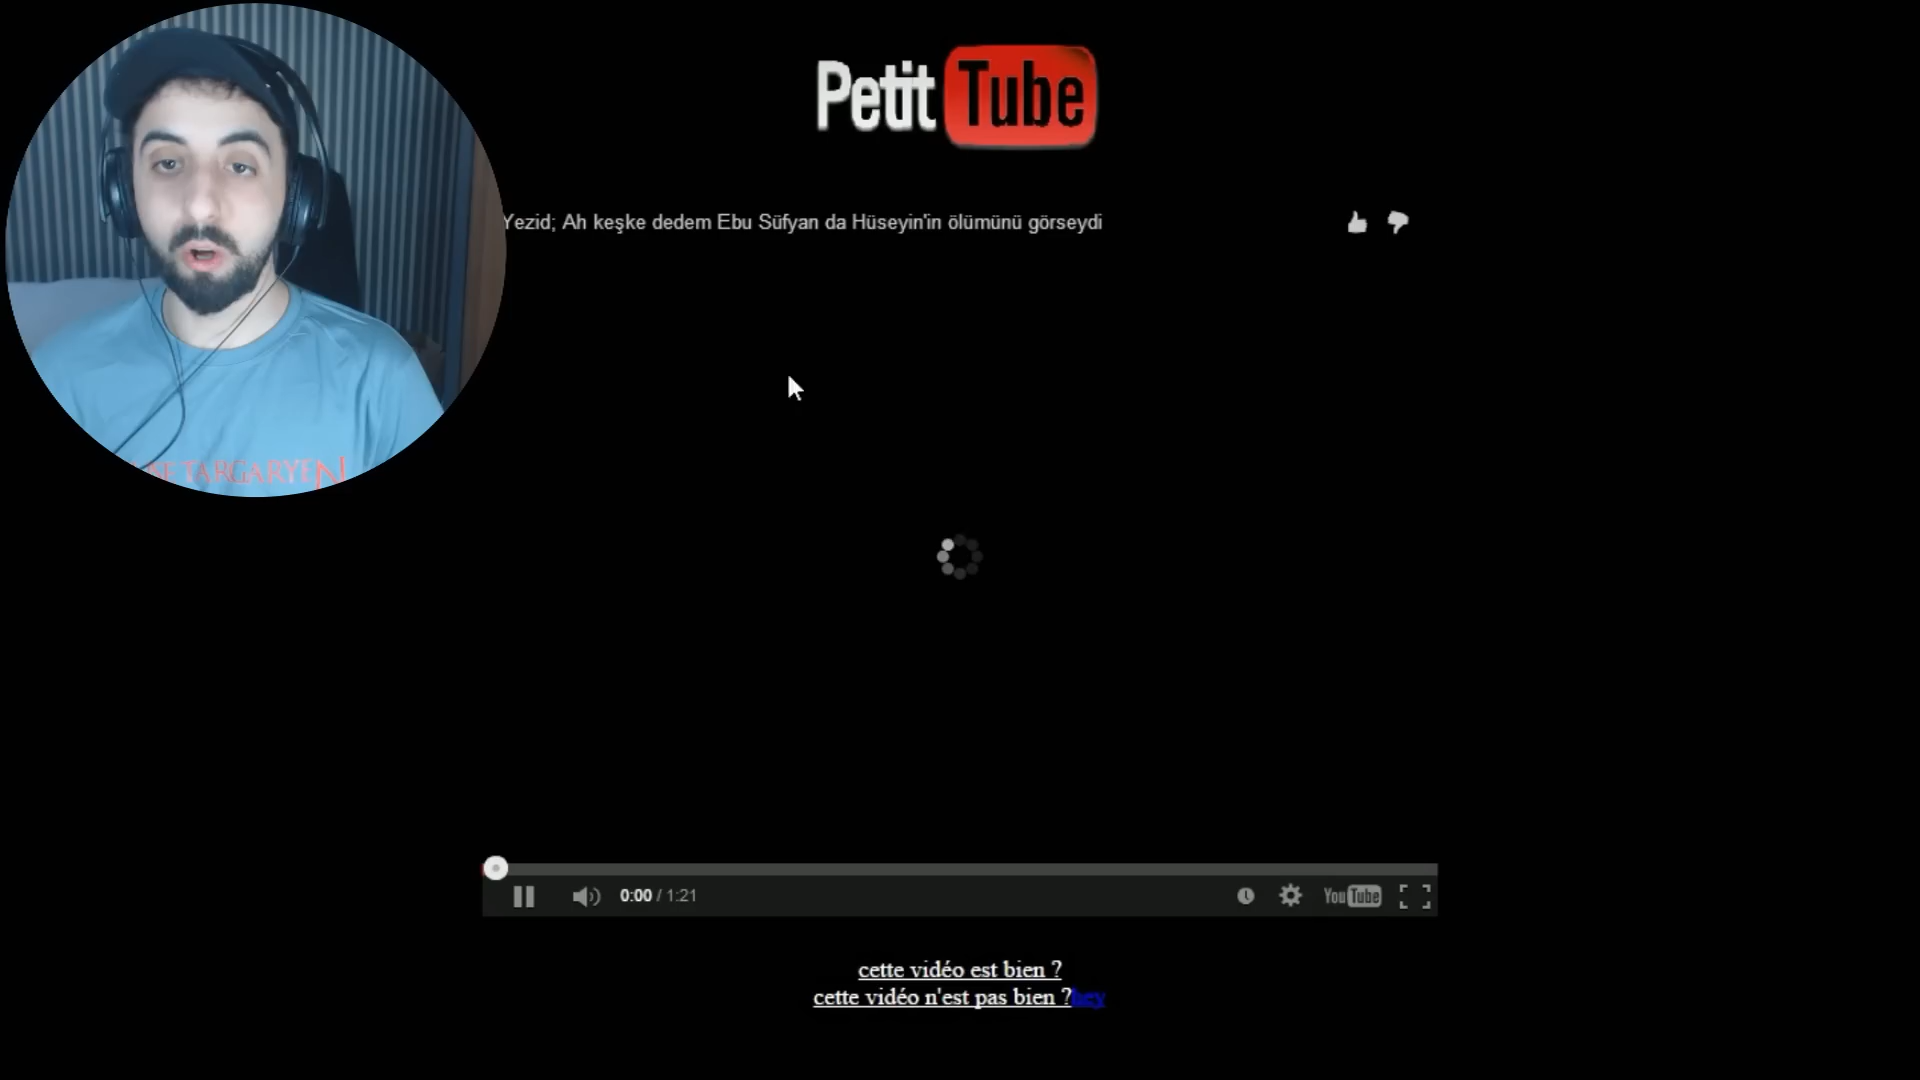 Petit Tube
Yezid; Ah keşke dedem Ebu Süfyan da Hüseyin'in ölümünü görseydi
TARGARYEN
0:00 / 1:21
YouTube
cette vidéo est bien ?
cette vidéo n'est pas bien ?hey